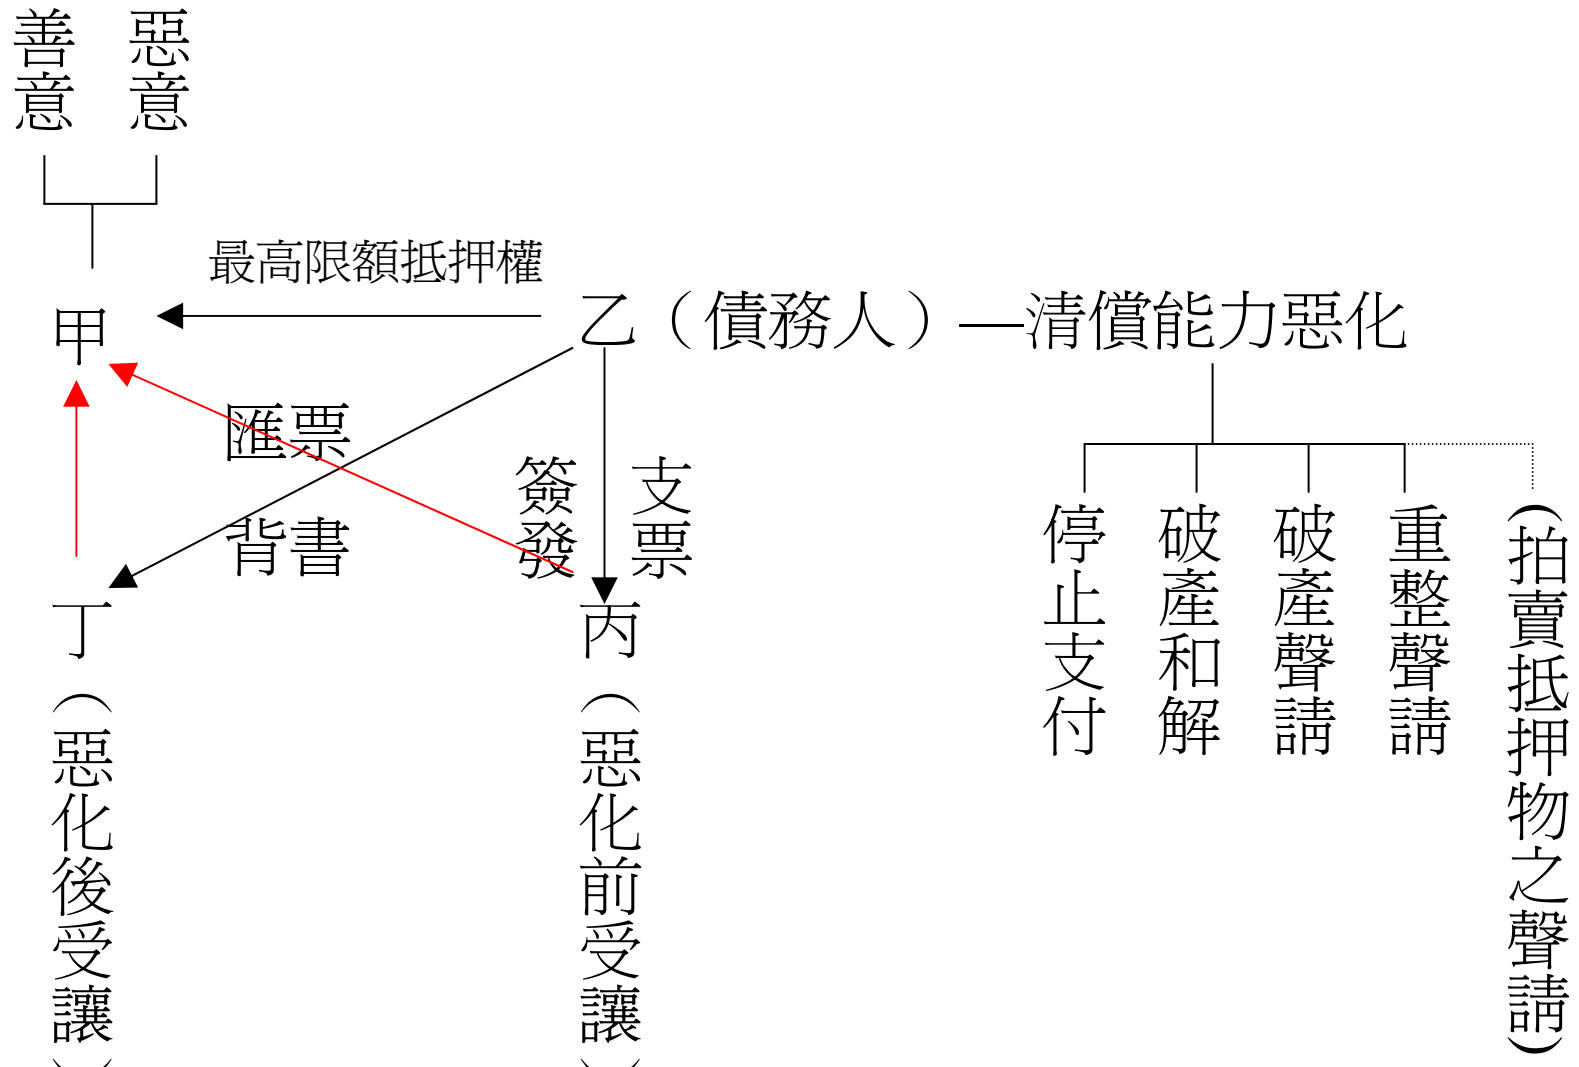 善意
惡意
最高限額抵押權
甲
乙（債務人）
清償能力惡化
匯票
背書
簽發
支票
丁（惡化後受讓）
丙（惡化前受讓）
停止支付
破產和解
破產聲請
重整聲請
(拍賣抵押物之聲請)